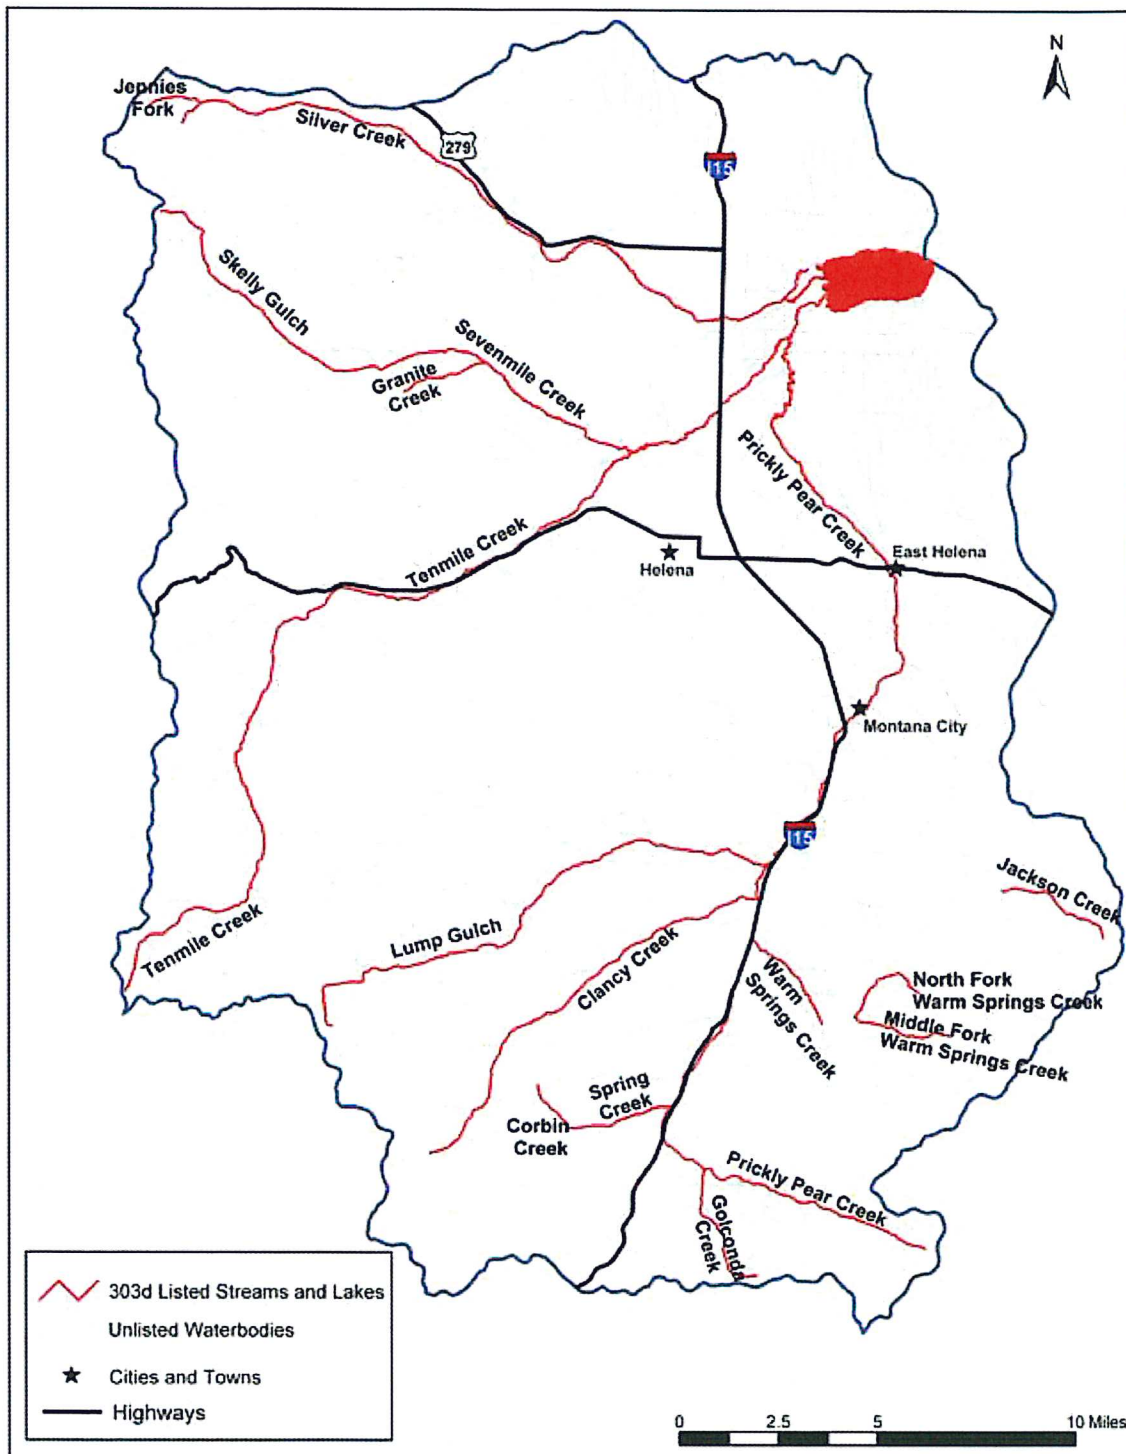 N
Jennies
Fork
Silver Creek
279
I15
Skelly Gulch
Sevenmile Creek
Granite
Creek
Prickly Pear Creek
Tenmile Creek
Helena
East Helena
Montana City
I15
Jackson Creek
Tenmile Creek
Lump Gulch
Clancy Creek
Warm
Springs Creek
North Fork
Warm Springs Creek
Middle Fork
Warm Springs Creek
Spring
Creek
Corbin
Creek
Prickly Pear Creek
Golconda
Creek
303d Listed Streams and Lakes
Unlisted Waterbodies
Cities and Towns
Highways
0 2.5 5 10 Miles